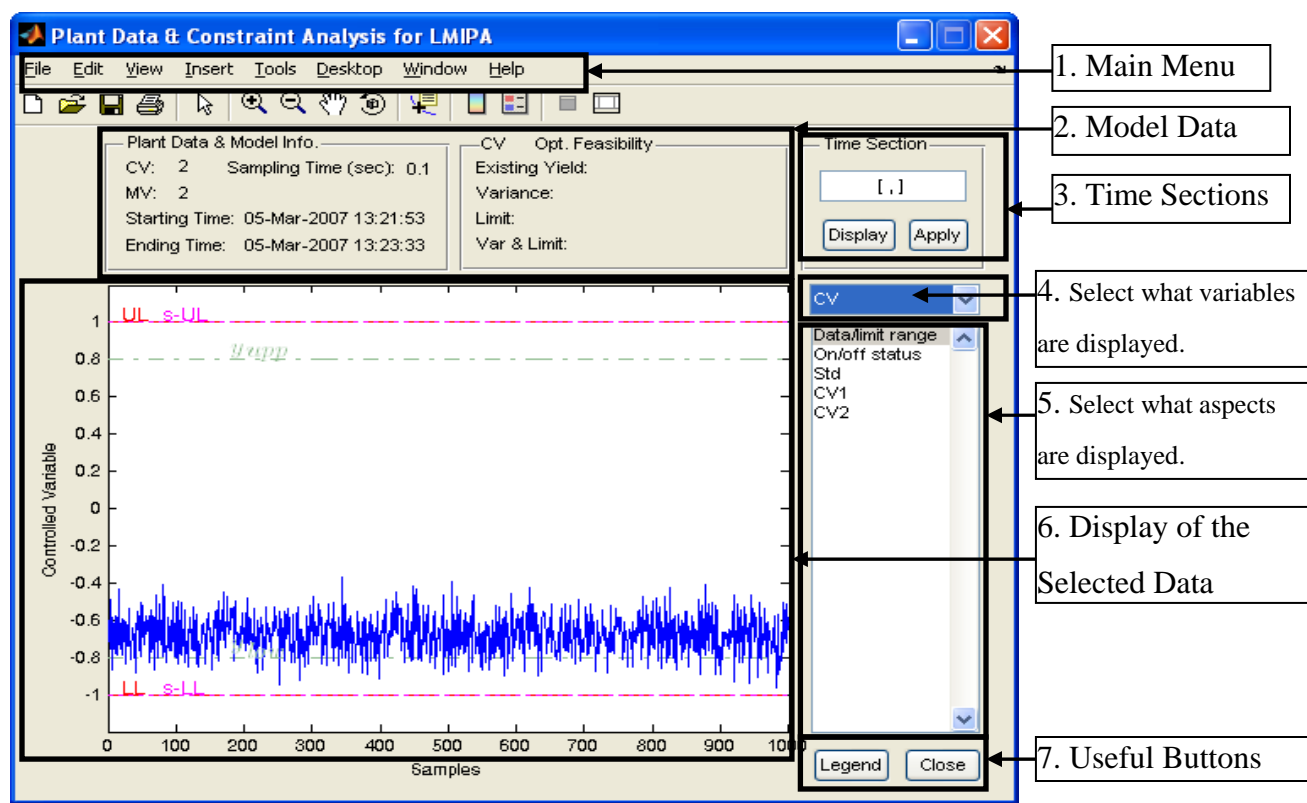 Plant Data & Constraint Analysis for LMIPA
File Edit View Insert Tools Desktop Window Help
1. Main Menu
2. Model Data
3. Time Sections
4. Select what variables
are displayed.
5. Select what aspects
are displayed.
6. Display of the
Selected Data
7. Useful Buttons
Plant Data & Model Info.
CV: 2 Sampling Time (sec): 0.1
MV: 2
Starting Time: 05-Mar-2007 13:21:53
Ending Time: 05-Mar-2007 13:23:33
CV Opt. Feasibility
Existing Yield:
Variance:
Limit:
Var & Limit:
Time Section
[ , ]
Display Apply
CV
Data/limit range
On/off status
Std
CV1
CV2
Controlled Variable
1
0.8
0.6
0.4
0.2
0
-0.2
-0.4
-0.6
-0.8
-1
UL s-UL
yupp
LL s-LL
0 100 200 300 400 500 600 700 800 900 1000
Samples
Legend Close